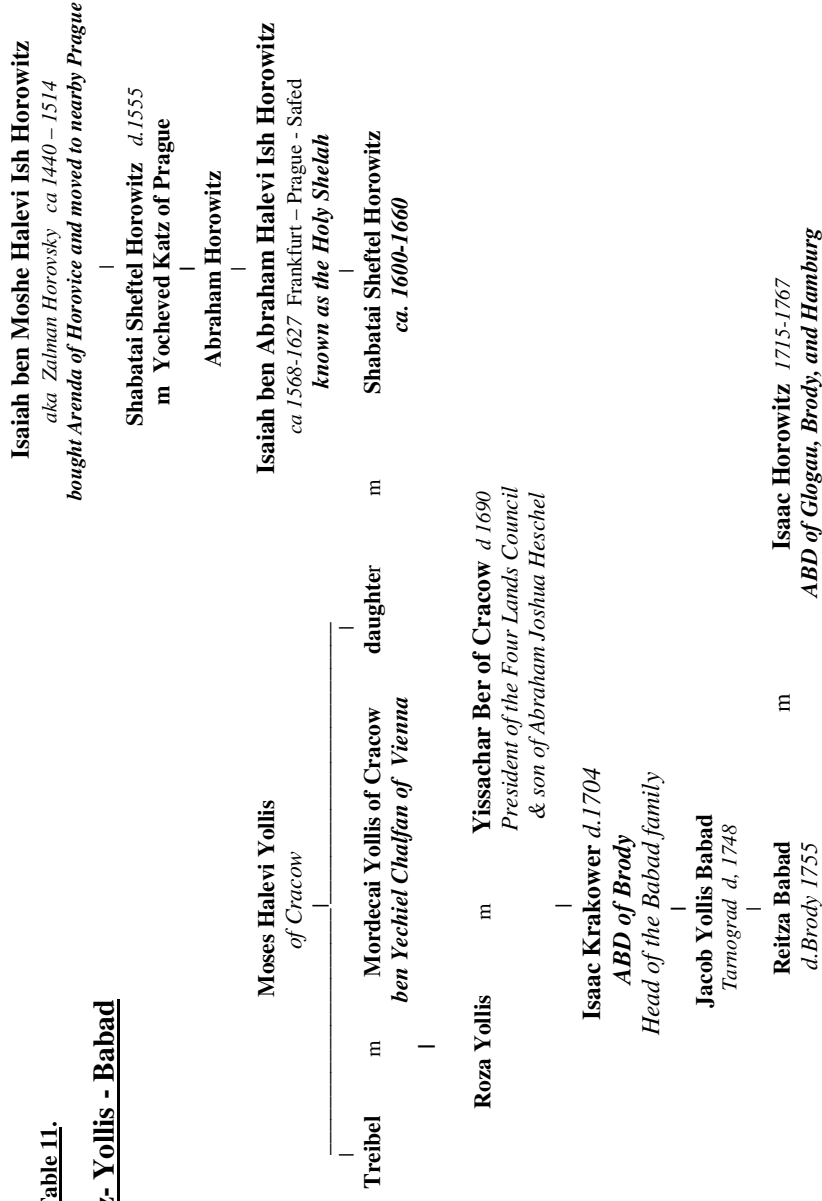 Table 11.
- Yollis - Babad
Isaiah ben Moshe Halevi Ish Horowitz
aka Zalman Horovsky ca 1440 – 1514
bought Arenda of Horovice and moved to nearby Prague
Shabatai Sheftel Horowitz d.1555
m Yocheved Katz of Prague
Abraham Horowitz
Moses Halevi Yollis
of Cracow
Isaiah ben Abraham Halevi Ish Horowitz
ca 1568-1627 Frankfurt – Prague - Safed
known as the Holy Shelah
Treibel m Mordecai Yollis of Cracow daughter m Shabatai Sheftel Horowitz
ben Yechiel Chalfan of Vienna ca. 1600-1660
Roza Yollis m Yissachar Ber of Cracow d 1690
President of the Four Lands Council
& son of Abraham Joshua Heschel
Isaac Krakower d.1704
ABD of Brody
Head of the Babad family
Jacob Yollis Babad
Tarnograd d, 1748
Reitza Babad m Isaac Horowitz 1715-1767
d.Brody 1755 ABD of Glogau, Brody, and Hamburg